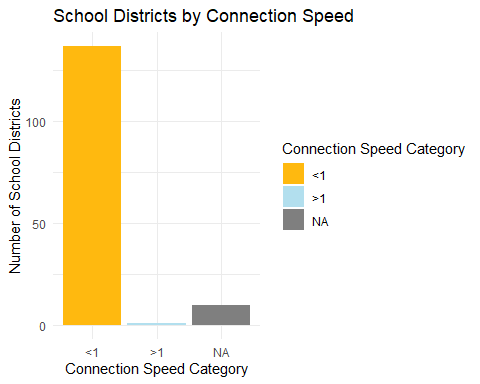 School Districts by Connection Speed
Number of School Districts
100
50
0
<1
>1
NA
Connection Speed Category
Connection Speed Category
<1
>1
NA